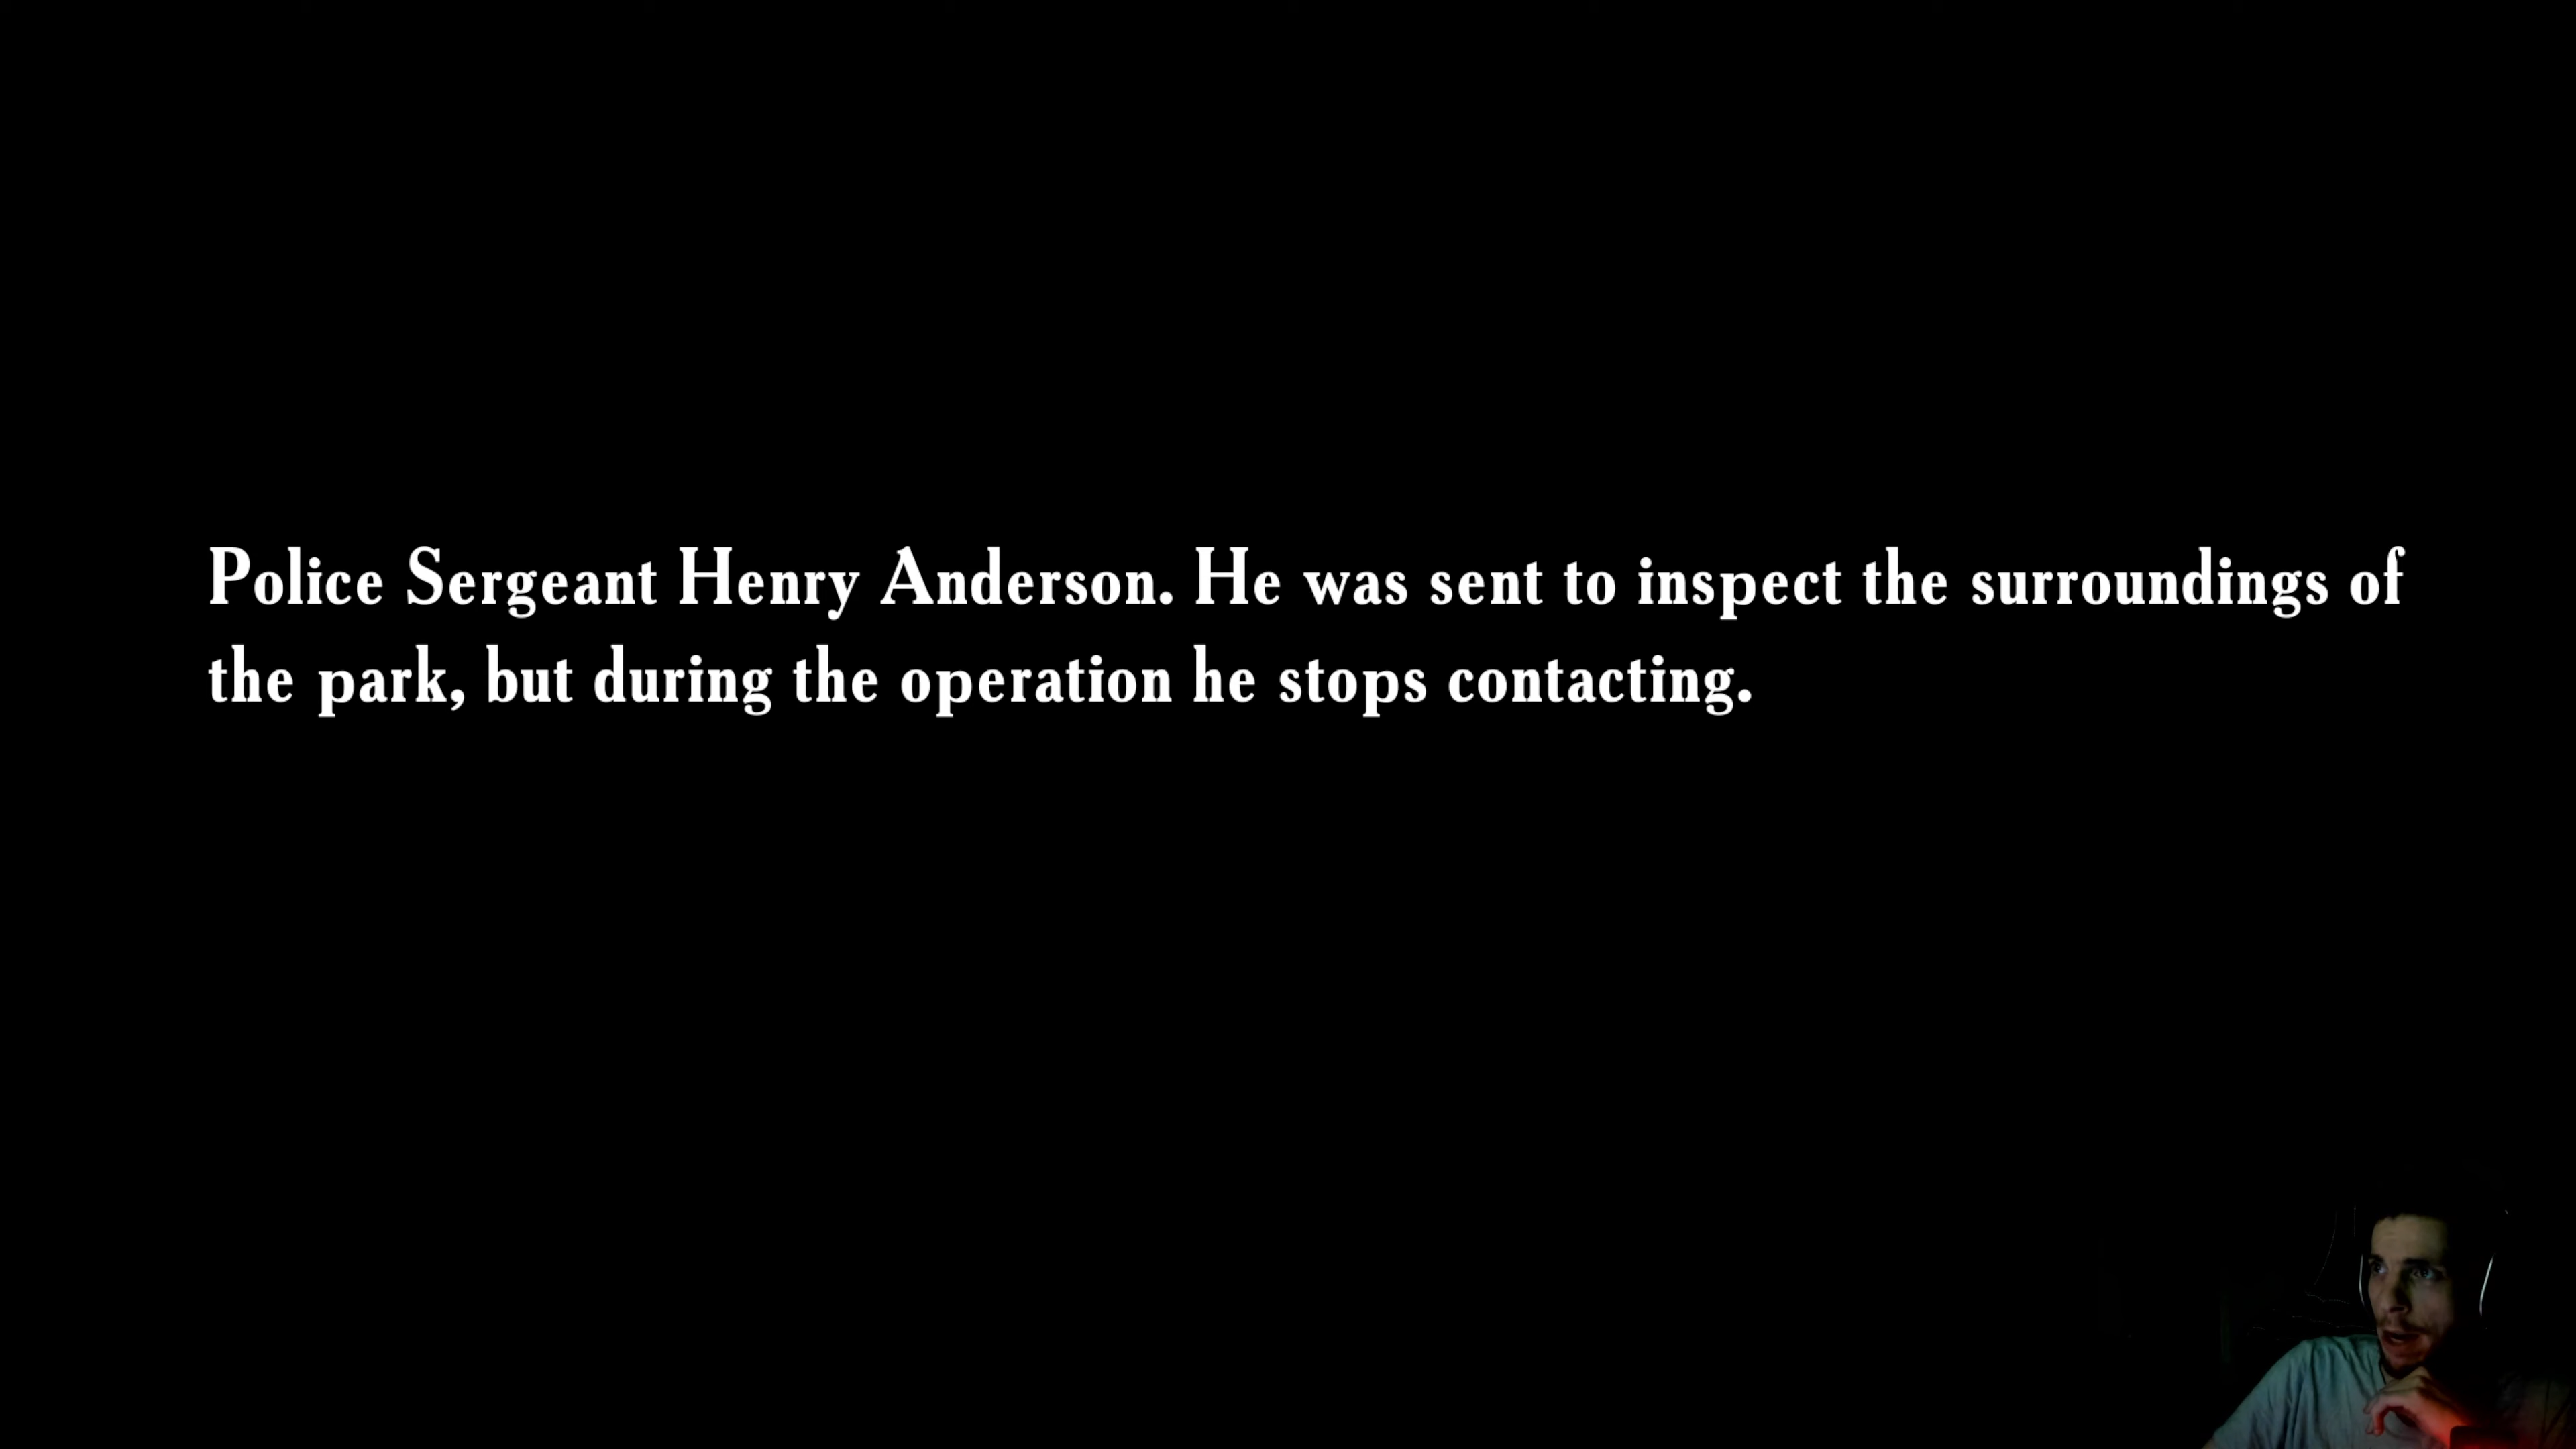 Police Sergeant Henry Anderson. He was sent to inspect the surroundings of
the park, but during the operation he stops contacting.